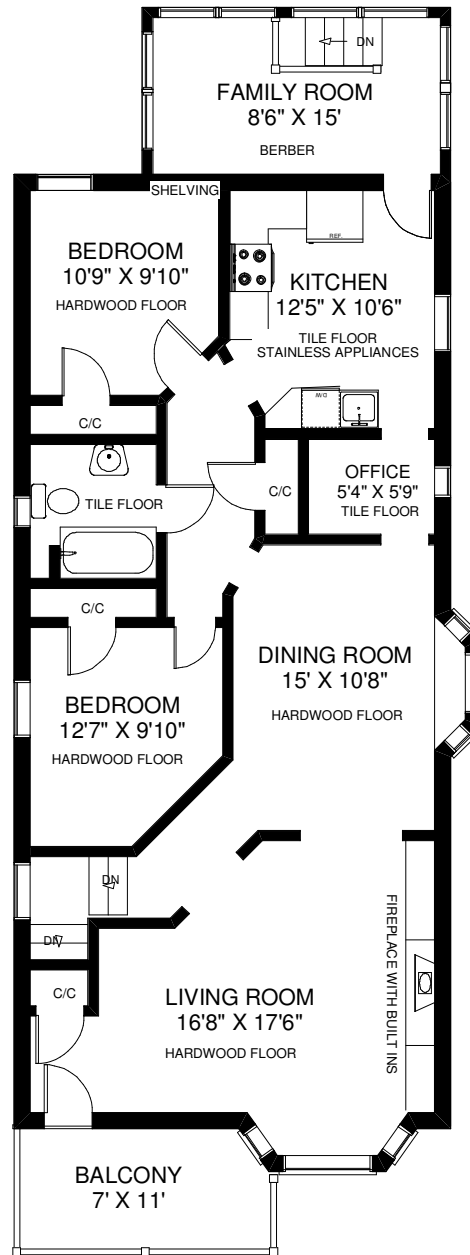 DN
FAMILY ROOM
8'6" X 15'
BERBER
SHELVING
BEDROOM
10'9" X 9'10"
HARDWOOD FLOOR
REF.
KITCHEN
12'5" X 10'6"
TILE FLOOR
STAINLESS APPLIANCES
D/W
C/C
TILE FLOOR
C/C
OFFICE
5'4" X 5'9"
TILE FLOOR
C/C
DINING ROOM
15' X 10'8"
HARDWOOD FLOOR
BEDROOM
12'7" X 9'10"
HARDWOOD FLOOR
DN
DN
C/C
FIREPLACE WITH BUILT INS
LIVING ROOM
16'8" X 17'6"
HARDWOOD FLOOR
BALCONY
7' X 11'